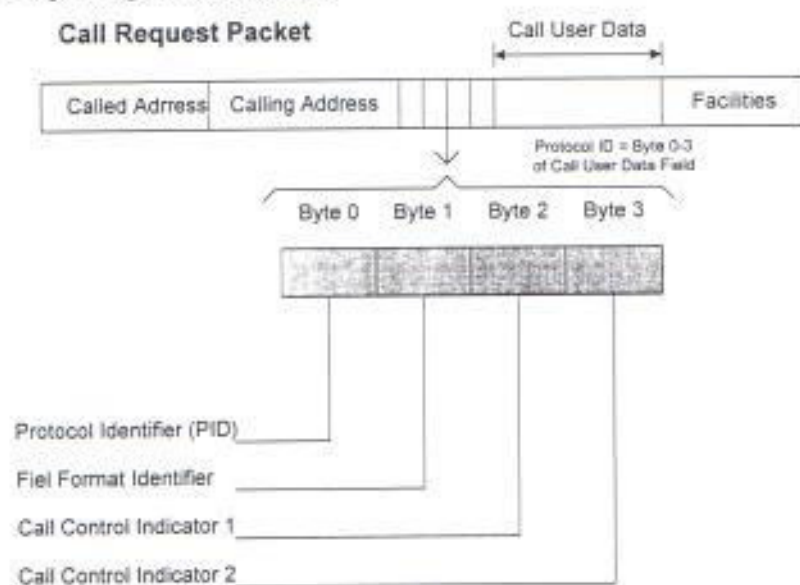 Call Request Packet
Call User Data
Called Adrress
Calling Address
Facilities
Protocol ID = Byte 0-3
of Call User Data Field
Byte 0
Byte 1
Byte 2
Byte 3
Protocol Identifier (PID)
Fiel Format Identifier
Call Control Indicator 1
Call Control Indicator 2